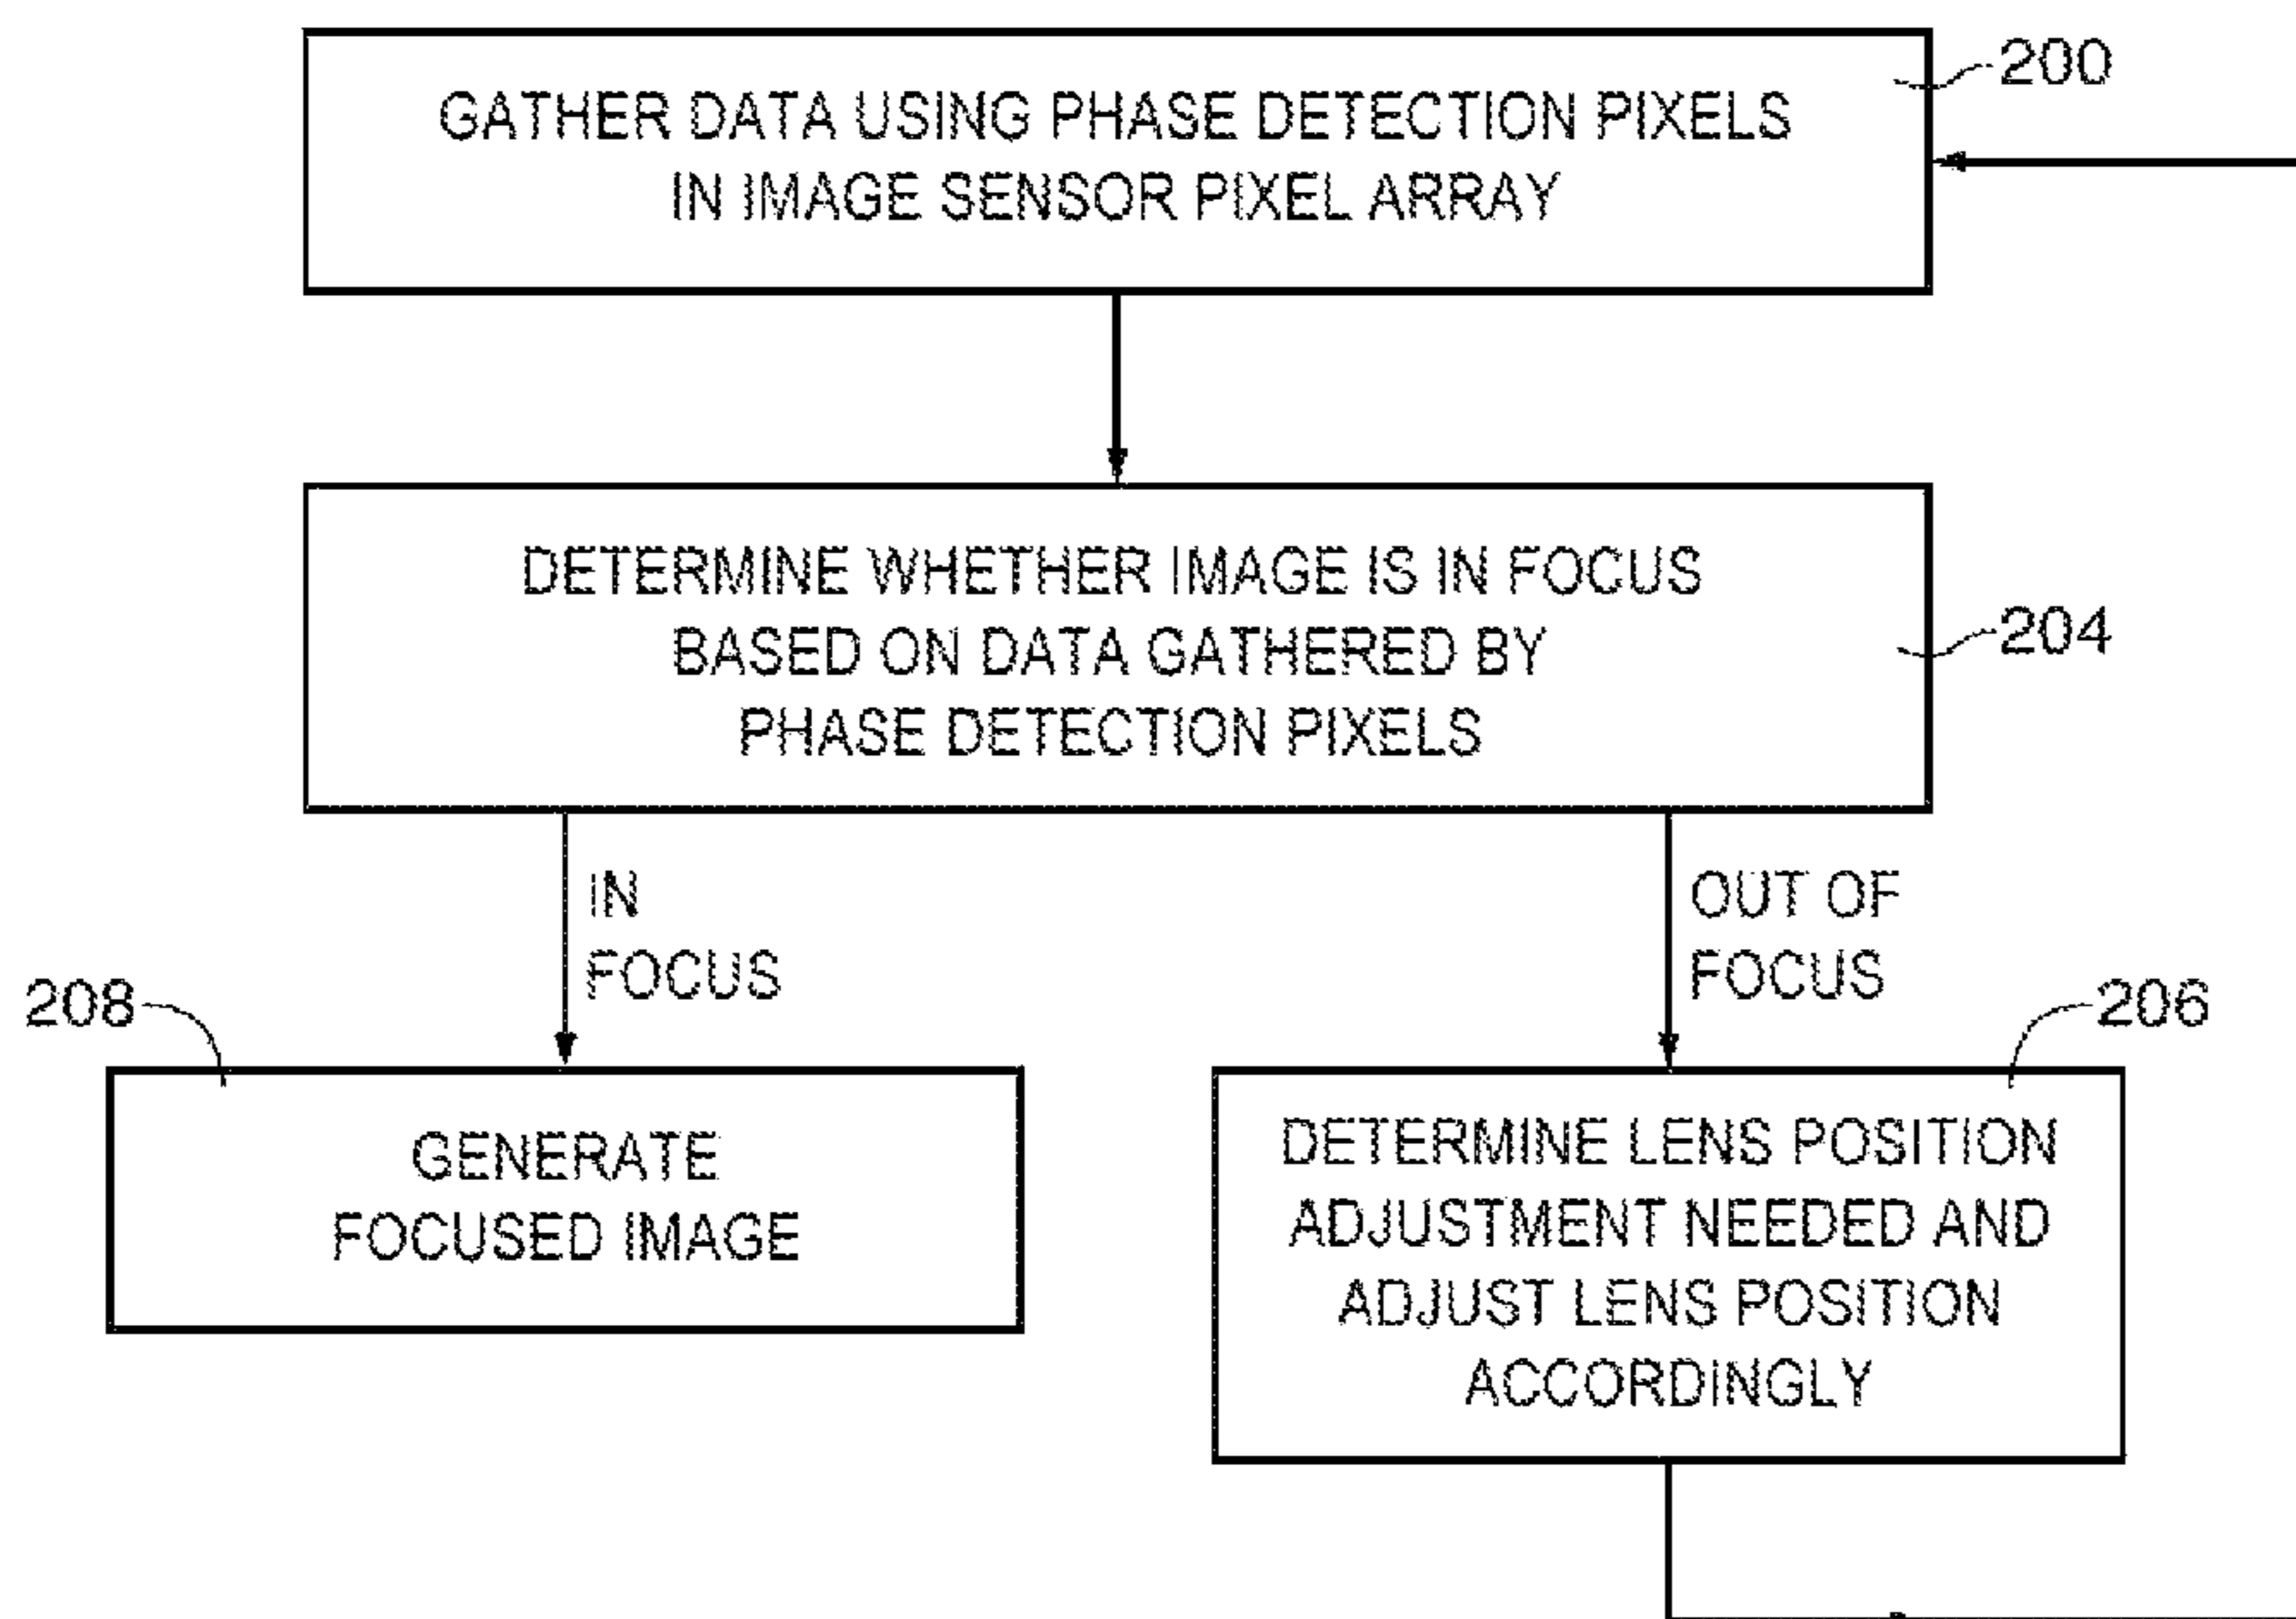 GATHER DATA USING PHASE DETECTION PIXELS
IN IMAGE SENSOR PIXEL ARRAY
200
DETERMINE WHETHER IMAGE IS IN FOCUS
BASED ON DATA GATHERED BY
PHASE DETECTION PIXELS
204
IN
FOCUS
OUT OF
FOCUS
208
206
GENERATE
FOCUSED IMAGE
DETERMINE LENS POSITION
ADJUSTMENT NEEDED AND
ADJUST LENS POSITION
ACCORDINGLY